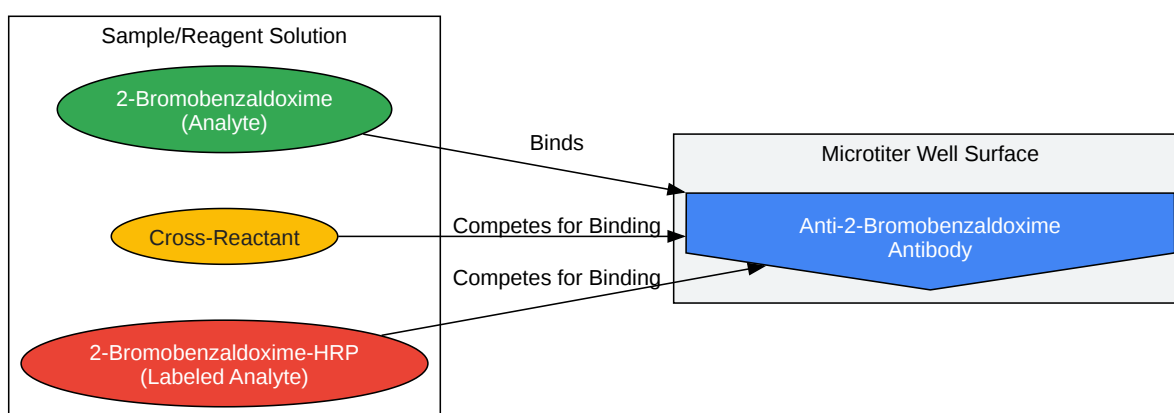 Sample/Reagent Solution
2-Bromobenzaldoxime
(Analyte)
Binds
Microtiter Well Surface
Cross-Reactant
Competes for Binding
Anti-2-Bromobenzaldoxime
Antibody
Competes for Binding
2-Bromobenzaldoxime-HRP
(Labeled Analyte)